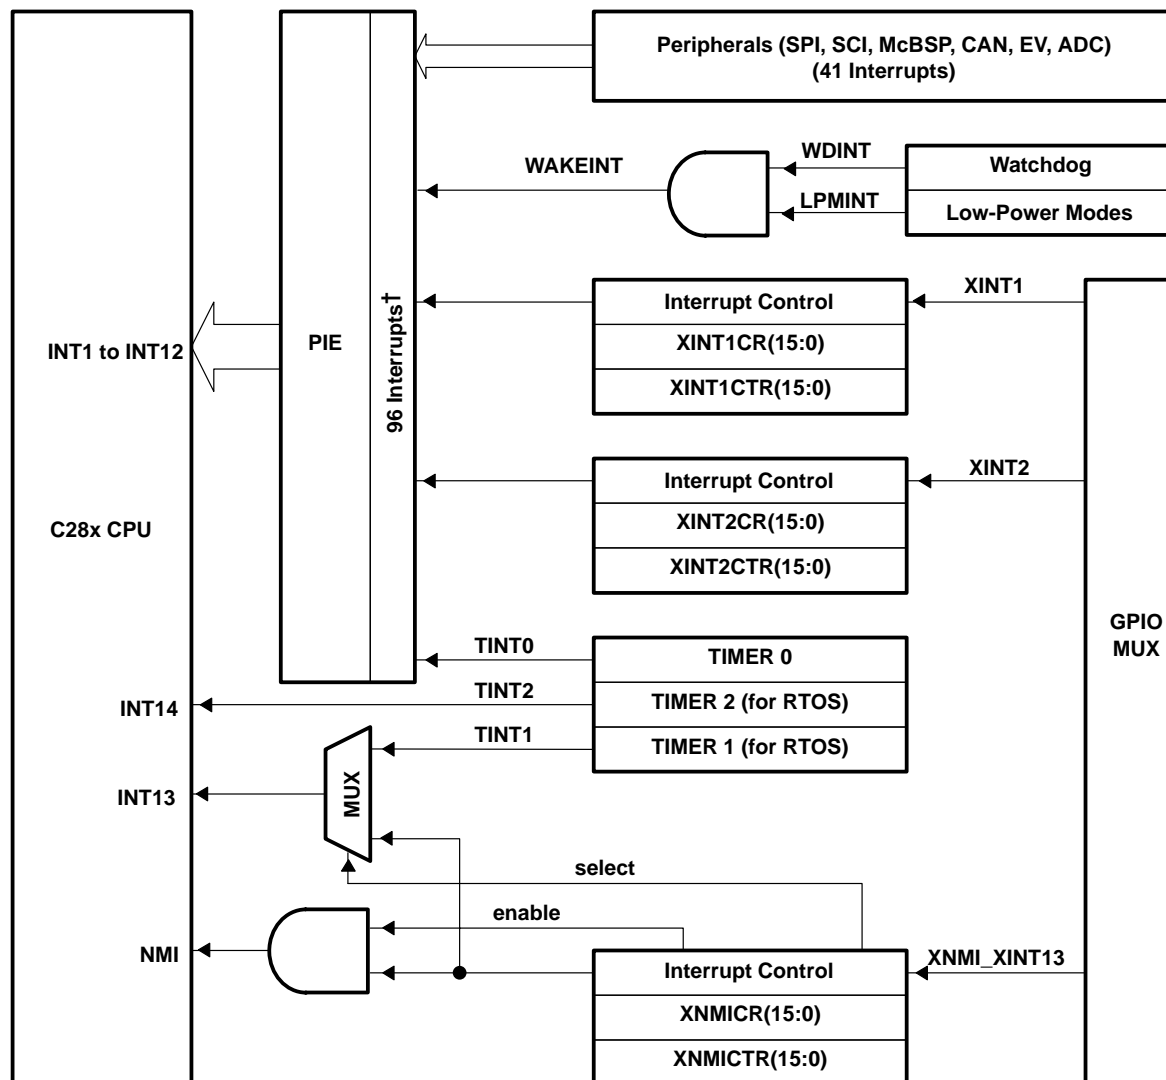 Peripherals (SPI, SCI, McBSP, CAN, EV, ADC)
(41 Interrupts)
WDINT
Watchdog
WAKEINT
LPMINT
Low-Power Modes
XINT1
Interrupt Control
96 Interrupts†
PIE
INT1 to INT12
XINT1CR(15:0)
XINT1CTR(15:0)
XINT2
Interrupt Control
C28x CPU
XINT2CR(15:0)
XINT2CTR(15:0)
GPIO
MUX
TINT0
TIMER 0
TINT2
INT14
TIMER 2 (for RTOS)
TINT1
TIMER 1 (for RTOS)
INT13
MUX
select
enable
NMI
XNMI_XINT13
Interrupt Control
XNMICR(15:0)
XNMICTR(15:0)